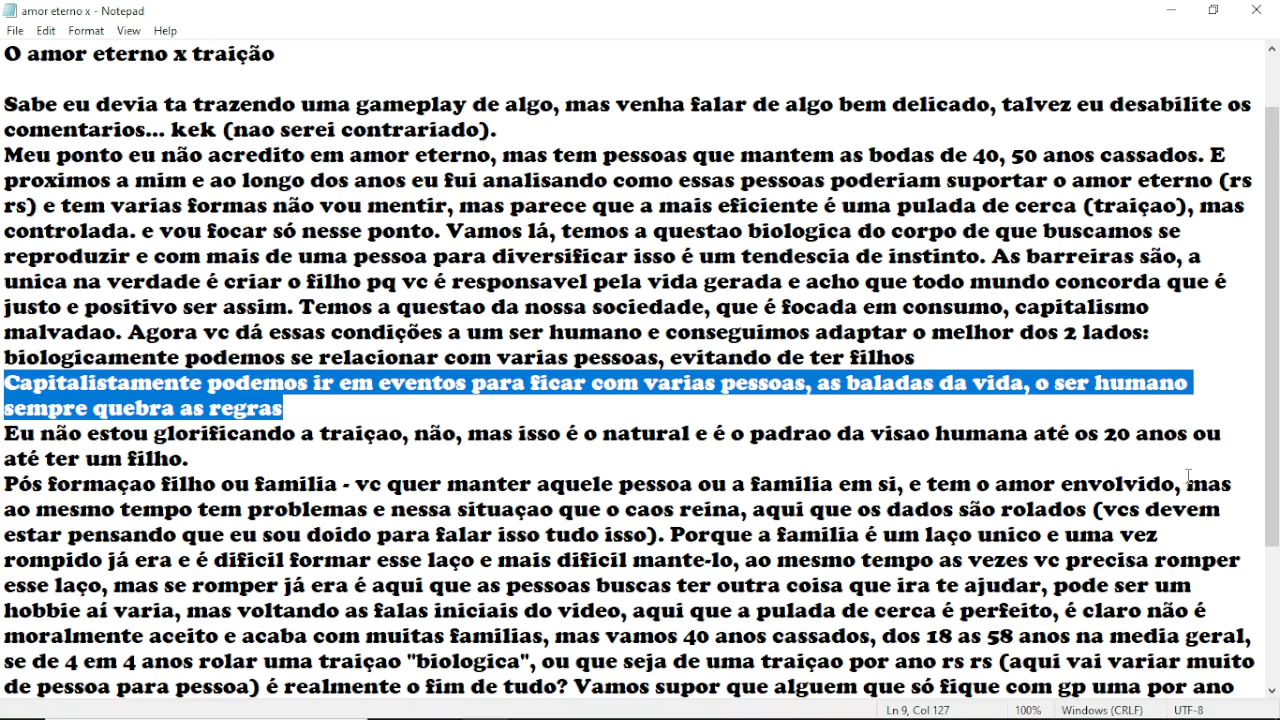 amor eterno x - Notepad
File Edit Format View Help
O amor eterno x traição
Sabe eu devia ta trazendo uma gameplay de algo, mas venha falar de algo bem delicado, talvez eu desabilite os
comentarios... kek (nao serei contrariado).
Meu ponto eu não acredito em amor eterno, mas tem pessoas que mantem as bodas de 40, 50 anos cassados. E
proximos a mim e ao longo dos anos eu fui analisando como essas pessoas poderiam suportar o amor eterno (rs
rs) e tem varias formas não vou mentir, mas parece que a mais eficiente é uma pulada de cerca (traiçao), mas
controlada. e vou focar só nesse ponto. Vamos lá, temos a questao biologica do corpo de que buscamos se
reproduzir e com mais de uma pessoa para diversificar isso é um tendescia de instinto. As barreiras são, a
unica na verdade é criar o filho pq vc é responsavel pela vida gerada e acho que todo mundo concorda que é
justo e positivo ser assim. Temos a questao da nossa sociedade, que é focada em consumo, capitalismo
malvadao. Agora vc dá essas condições a um ser humano e conseguimos adaptar o melhor dos 2 lados:
biologicamente podemos se relacionar com varias pessoas, evitando de ter filhos
Capitalistamente podemos ir em eventos para ficar com varias pessoas, as baladas da vida, o ser humano
sempre quebra as regras
Eu não estou glorificando a traiçao, não, mas isso é o natural e é o padrao da visao humana até os 20 anos ou
até ter um filho.
Pós formaçao filho ou familia - vc quer manter aquele pessoa ou a familia em si, e tem o amor envolvido, mas
ao mesmo tempo tem problemas e nessa situaçao que o caos reina, aqui que os dados são rolados (vcs devem
estar pensando que eu sou doido para falar isso tudo isso). Porque a familia é um laço unico e uma vez
rompido já era e é dificil formar esse laço e mais dificil mante-lo, ao mesmo tempo as vezes vc precisa romper
esse laço, mas se romper já era é aqui que as pessoas buscas ter outra coisa que ira te ajudar, pode ser um
hobbie aí varia, mas voltando as falas iniciais do video, aqui que a pulada de cerca é perfeito, é claro não é
moralmente aceito e acaba com muitas familias, mas vamos 40 anos cassados, dos 18 as 58 anos na media geral,
se de 4 em 4 anos rolar uma traiçao "biologica", ou que seja de uma traiçao por ano rs rs (aqui vai variar muito
de pessoa para pessoa) é realmente o fim de tudo? Vamos supor que alguem que só fique com gp uma por ano
Ln 9, Col 127 100% Windows (CRLF) UTF-8